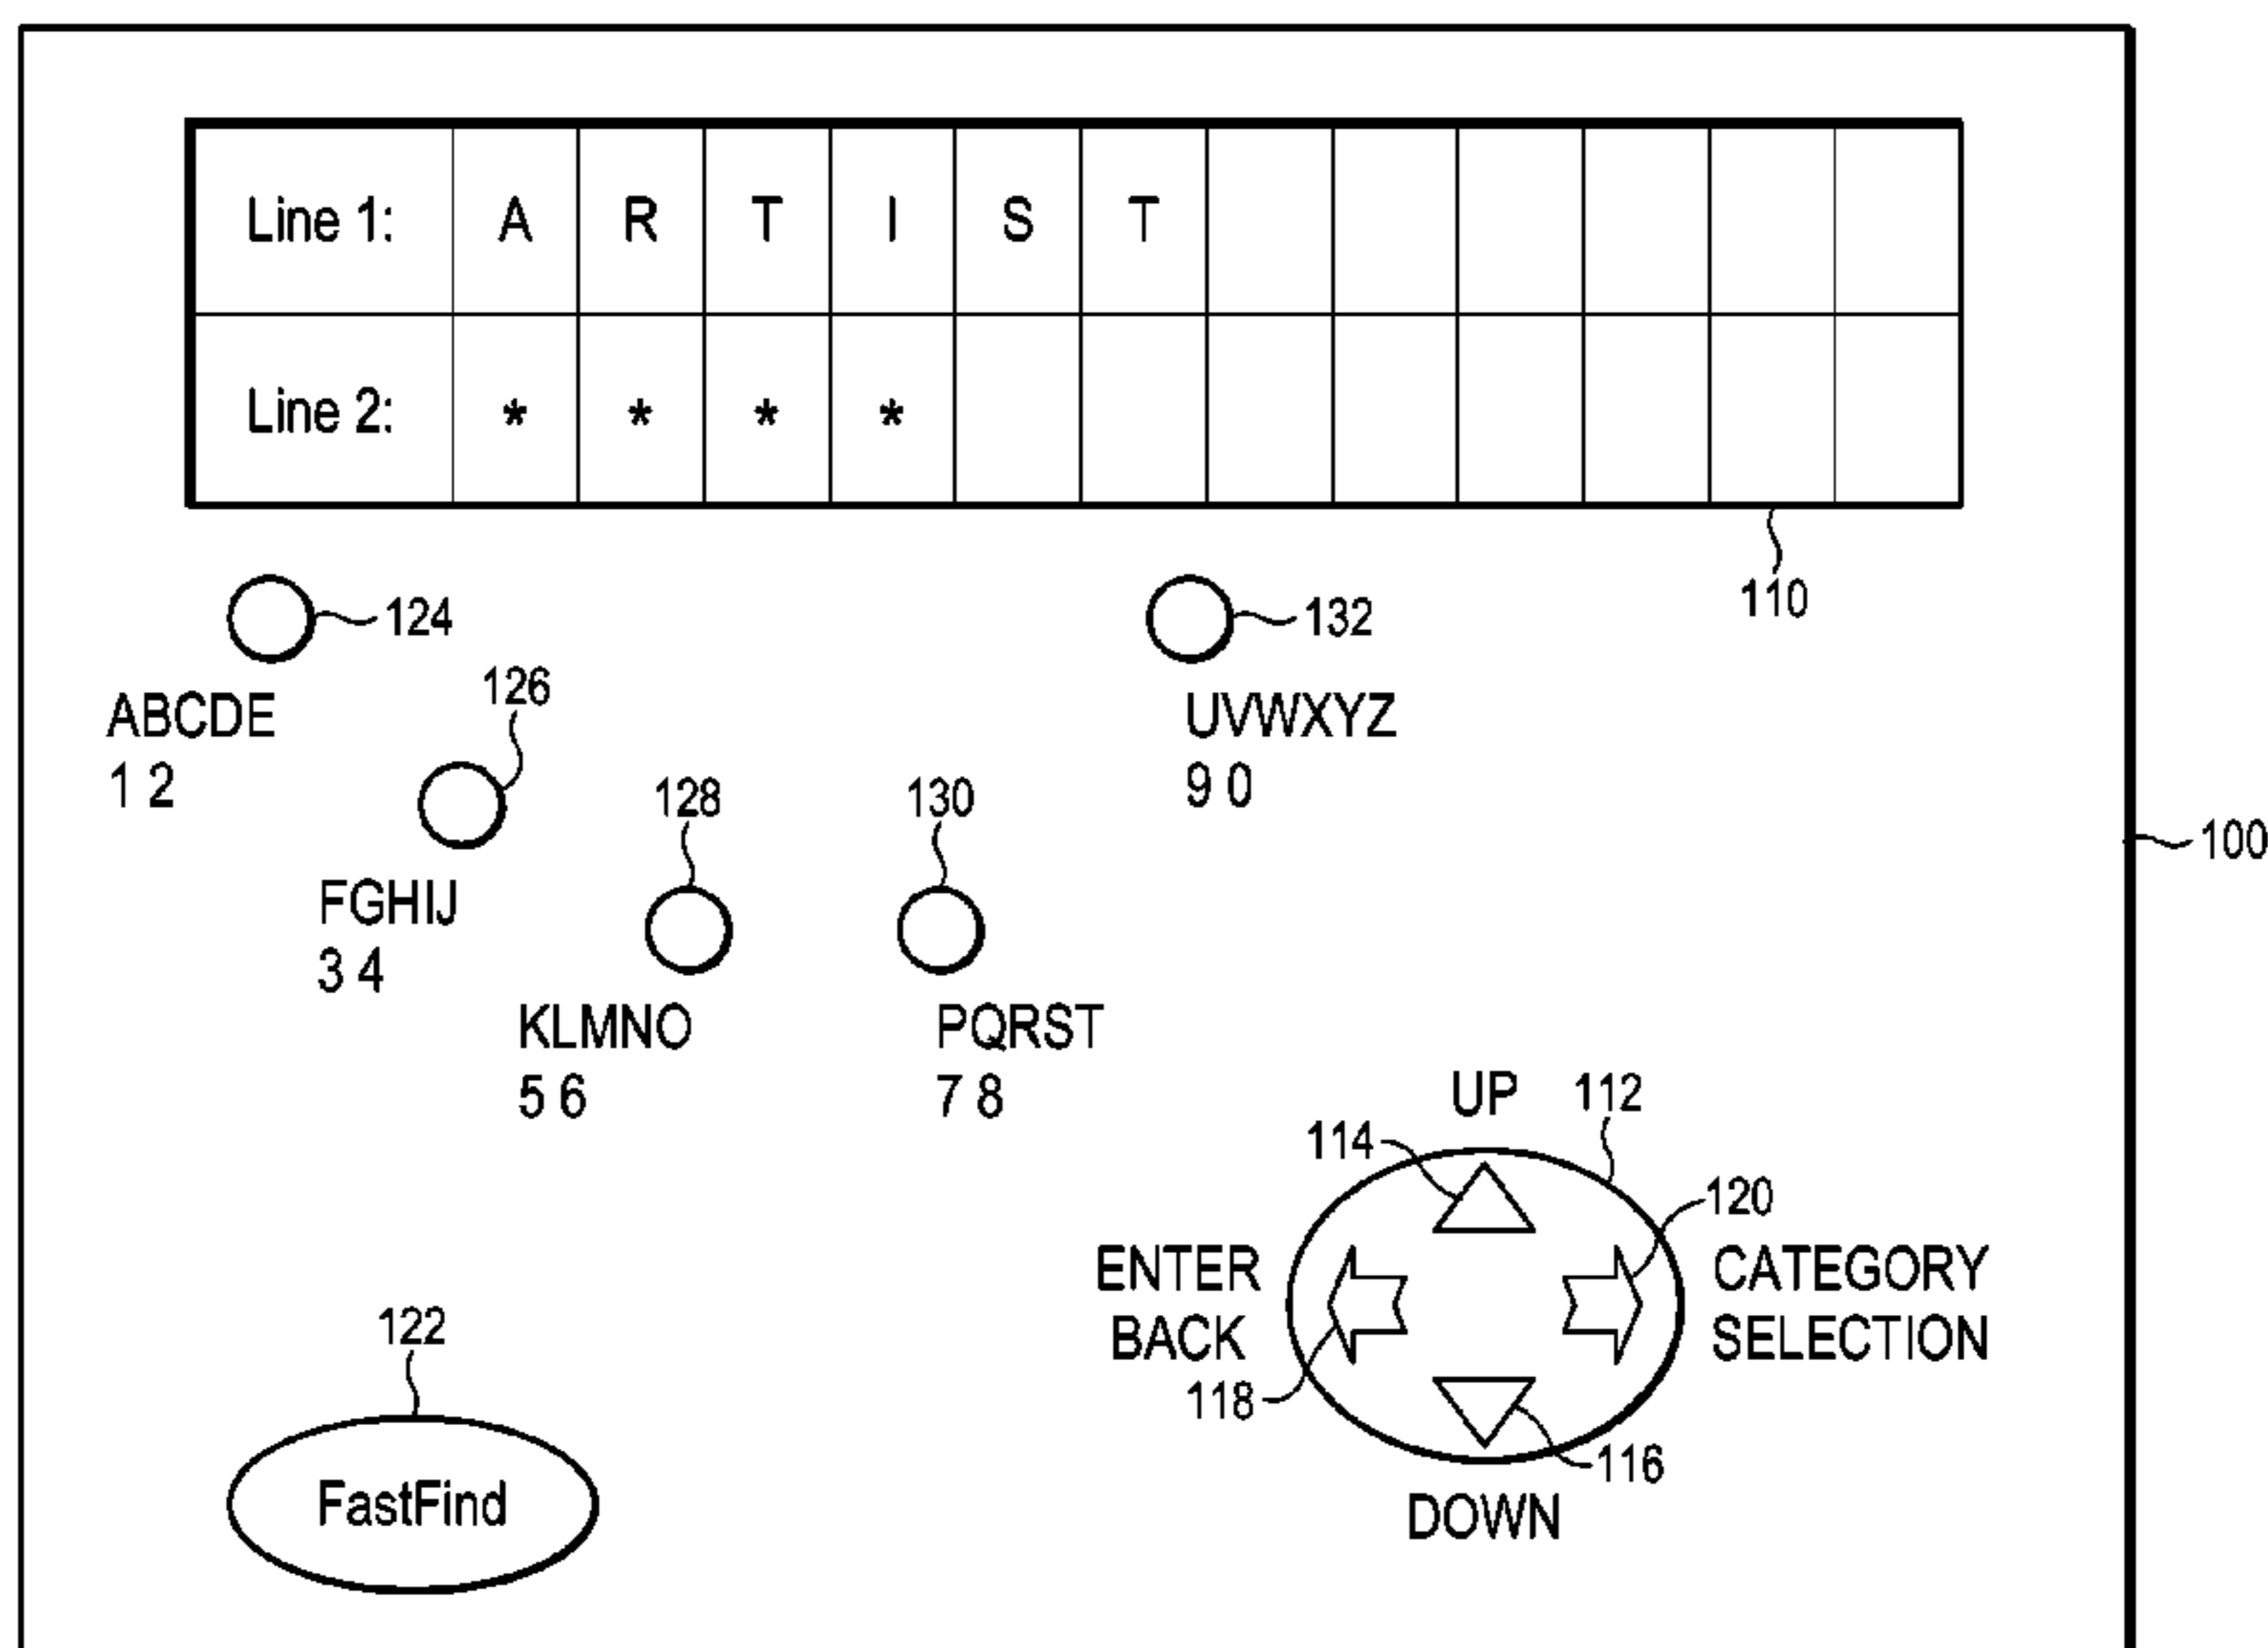 Line 1: A R T I S T
Line 2: * * * *
110
124
132
ABCDE
1 2
126
UVWXYZ
9 0
128
130
100
FGHIJ
3 4
KLMNO
5 6
PQRST
7 8
UP
112
114
120
ENTER
BACK
CATEGORY
SELECTION
118
116
DOWN
122
FastFind